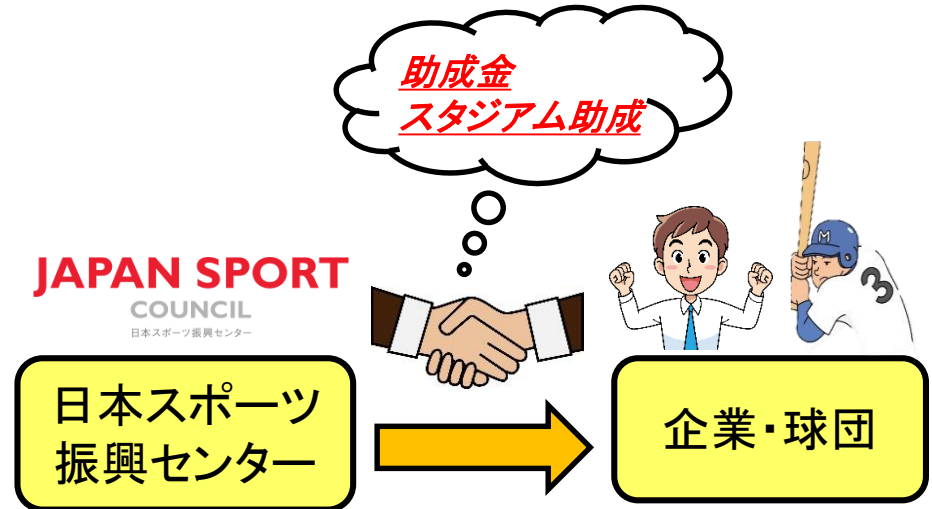 助成金
スタジアム助成
JAPAN SPORT
COUNCIL
日本スポーツ振興センター
M
3
日本スポーツ
振興センター
企業・球団